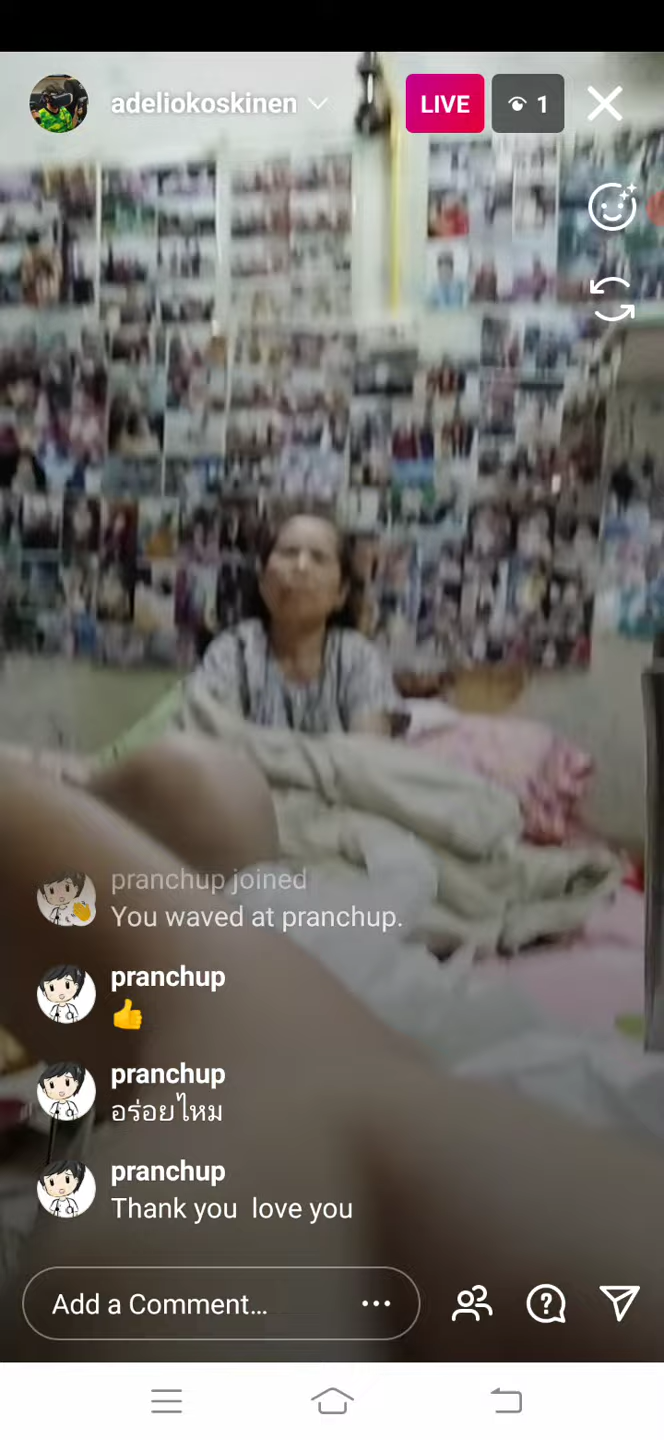 adeliokoskinen
LIVE
1
pranchup joined
You waved at pranchup.
pranchup
👍
pranchup
อร่อยไหม
pranchup
Thank you love you
Add a Comment...